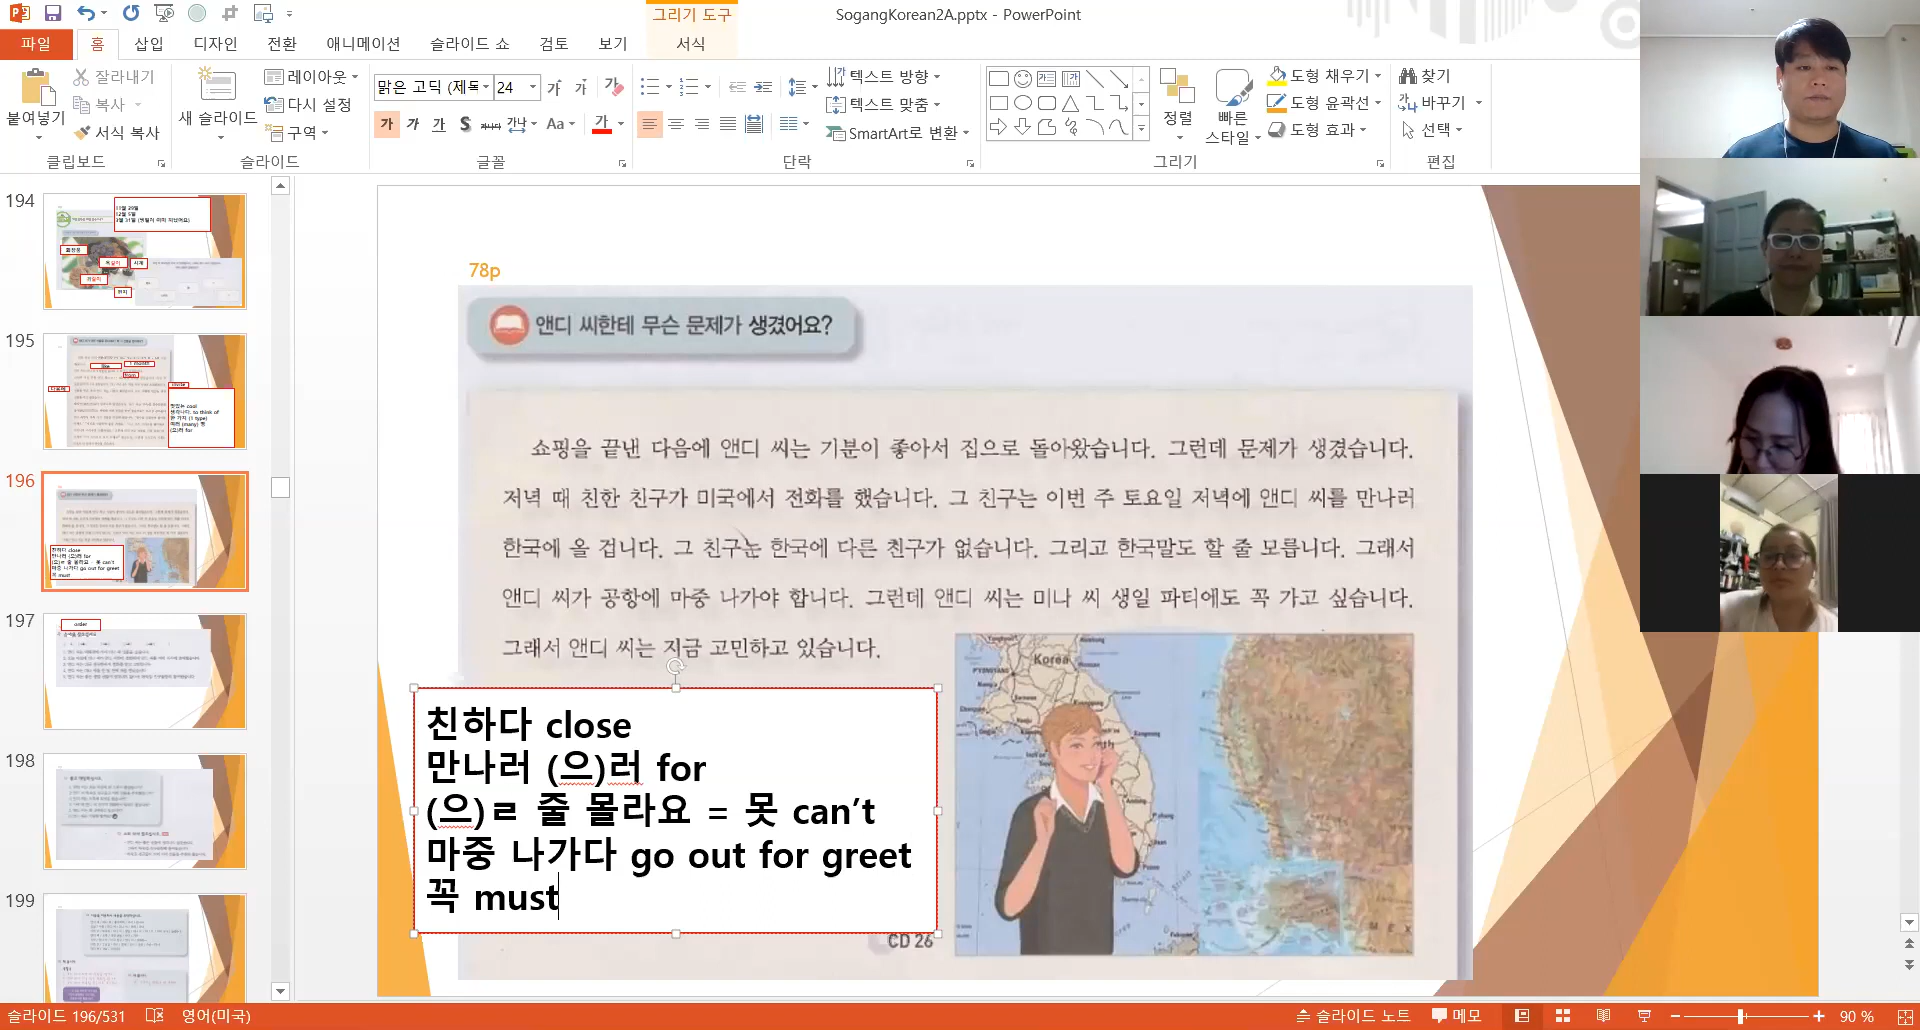 그리기 도구
SogangKorean2A.pptx - PowerPoint
파일 홈 삽입 디자인 전환 애니메이션 슬라이드 쇼 검토 보기 서식
붙여넣기
잘라내기
복사
서식 복사
클립보드
새 슬라이드
레이아웃
다시 설정
구역
슬라이드
맑은 고딕 (제목 24
가 가 가 S 가나다 간낳 Aa 가
글꼴
텍스트 방향
텍스트 맞춤
SmartArt로 변환
단락
정렬
빠른 스타일
도형 채우기
도형 윤곽선
도형 효과
그리기
찾기
바꾸기
선택
편집
194
195
196
197
order
198
199
78p
앤디 씨한테 무슨 문제가 생겼어요?
쇼핑을 끝낸 다음에 앤디 씨는 기분이 좋아서 집으로 돌아왔습니다. 그런데 문제가 생겼습니다.
저녁 때 친한 친구가 미국에서 전화를 했습니다. 그 친구는 이번 주 토요일 저녁에 앤디 씨를 만나러
한국에 올 겁니다. 그 친구는 한국에 다른 친구가 없습니다. 그리고 한국말도 할 줄 모릅니다. 그래서
앤디 씨가 공항에 마중 나가야 합니다. 그런데 앤디 씨는 미나 씨 생일 파티에도 꼭 가고 싶습니다.
그래서 앤디 씨는 지금 고민하고 있습니다.
친하다 close
만나러 (으)러 for
(으)ㄹ 줄 몰라요 = 못 can’t
마중 나가다 go out for greet
꼭 must
Korea
CD 26
슬라이드 196/531 영어(미국)
슬라이드 노트 메모 90 %